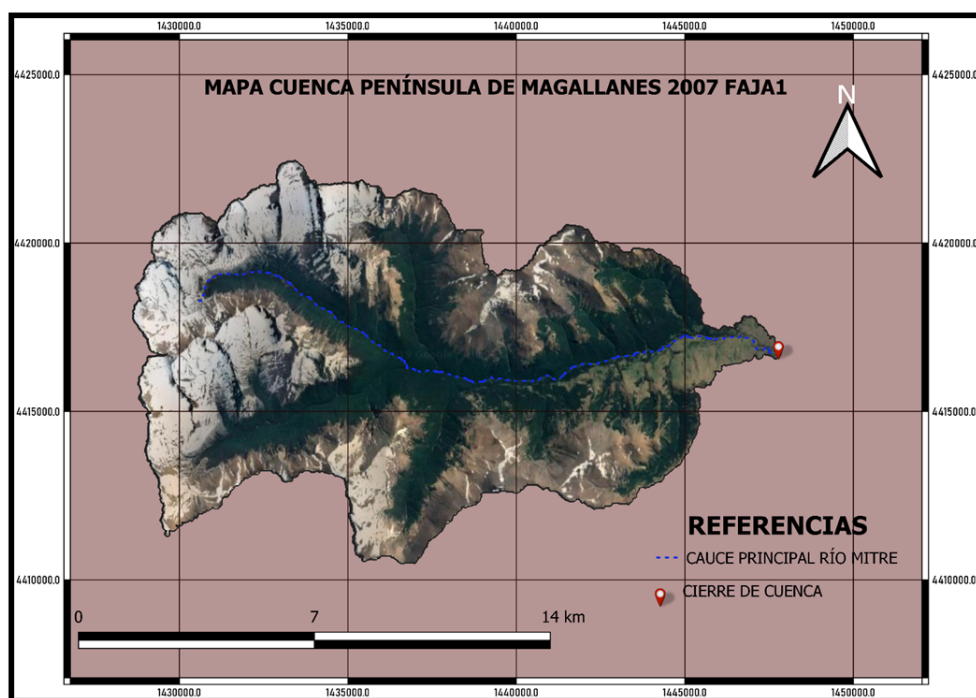 1430000.0 1435000.0 1440000.0 1445000.0 1450000.0
4425000.0 4425000.0
MAPA CUENCA PENÍNSULA DE MAGALLANES 2007 FAJA1
N
4420000.0 4420000.0
4415000.0 4415000.0
REFERENCIAS
CAUCE PRINCIPAL RÍO MITRE
4410000.0 4410000.0
CIERRE DE CUENCA
0 7 14 km
1430000.0 1435000.0 1440000.0 1445000.0 1450000.0